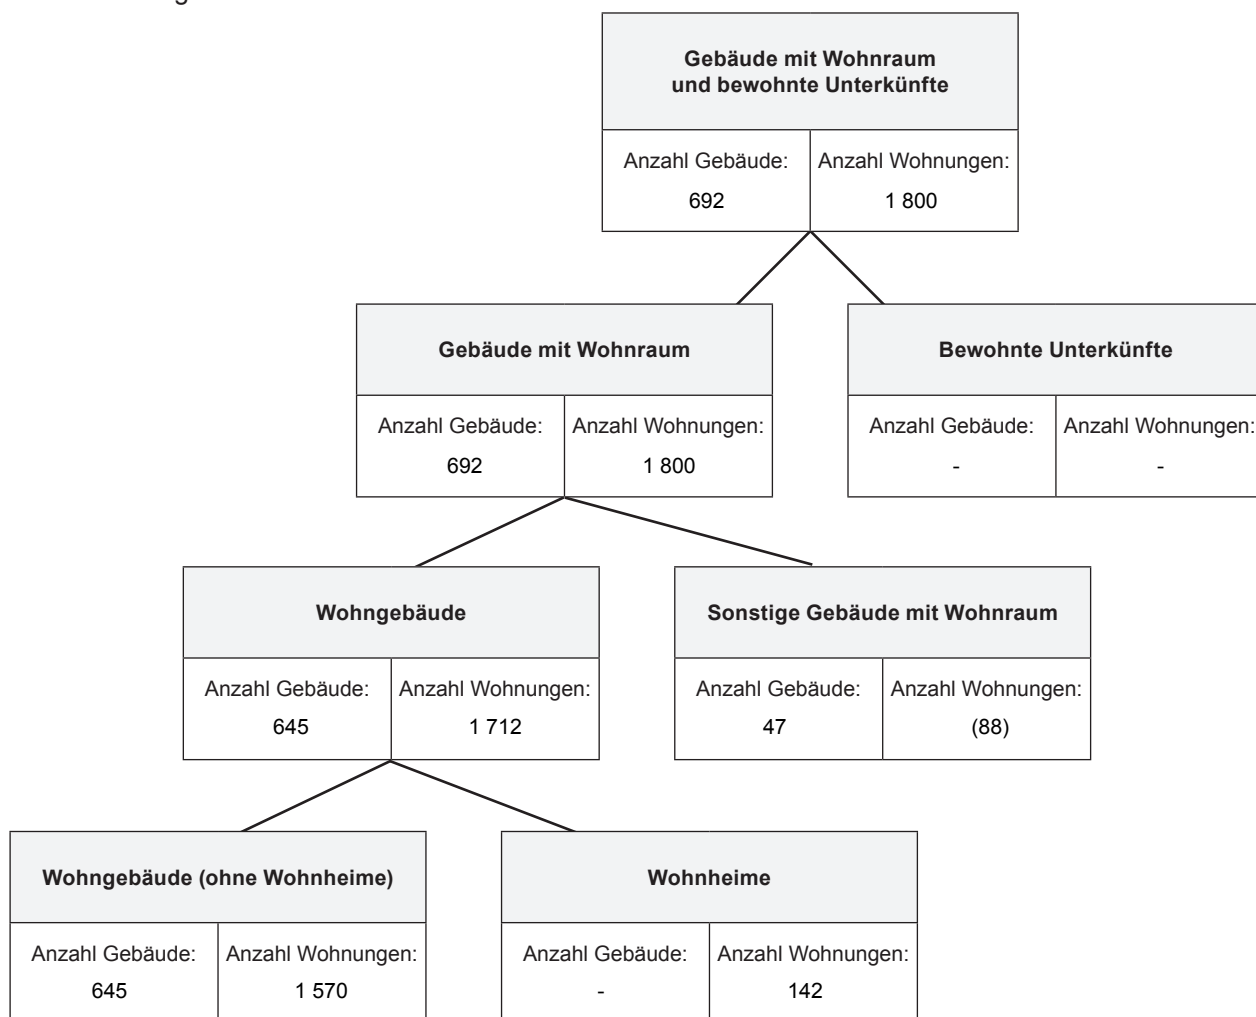 Gebäude mit Wohnraum
und bewohnte Unterkünfte
Anzahl Gebäude: Anzahl Wohnungen:
692 1 800
Gebäude mit Wohnraum
Anzahl Gebäude: Anzahl Wohnungen:
692 1 800
Bewohnte Unterkünfte
Anzahl Gebäude: Anzahl Wohnungen:
- -
Wohngebäude
Anzahl Gebäude: Anzahl Wohnungen:
645 1 712
Sonstige Gebäude mit Wohnraum
Anzahl Gebäude: Anzahl Wohnungen:
47 (88)
Wohngebäude (ohne Wohnheime)
Anzahl Gebäude: Anzahl Wohnungen:
645 1 570
Wohnheime
Anzahl Gebäude: Anzahl Wohnungen:
- 142